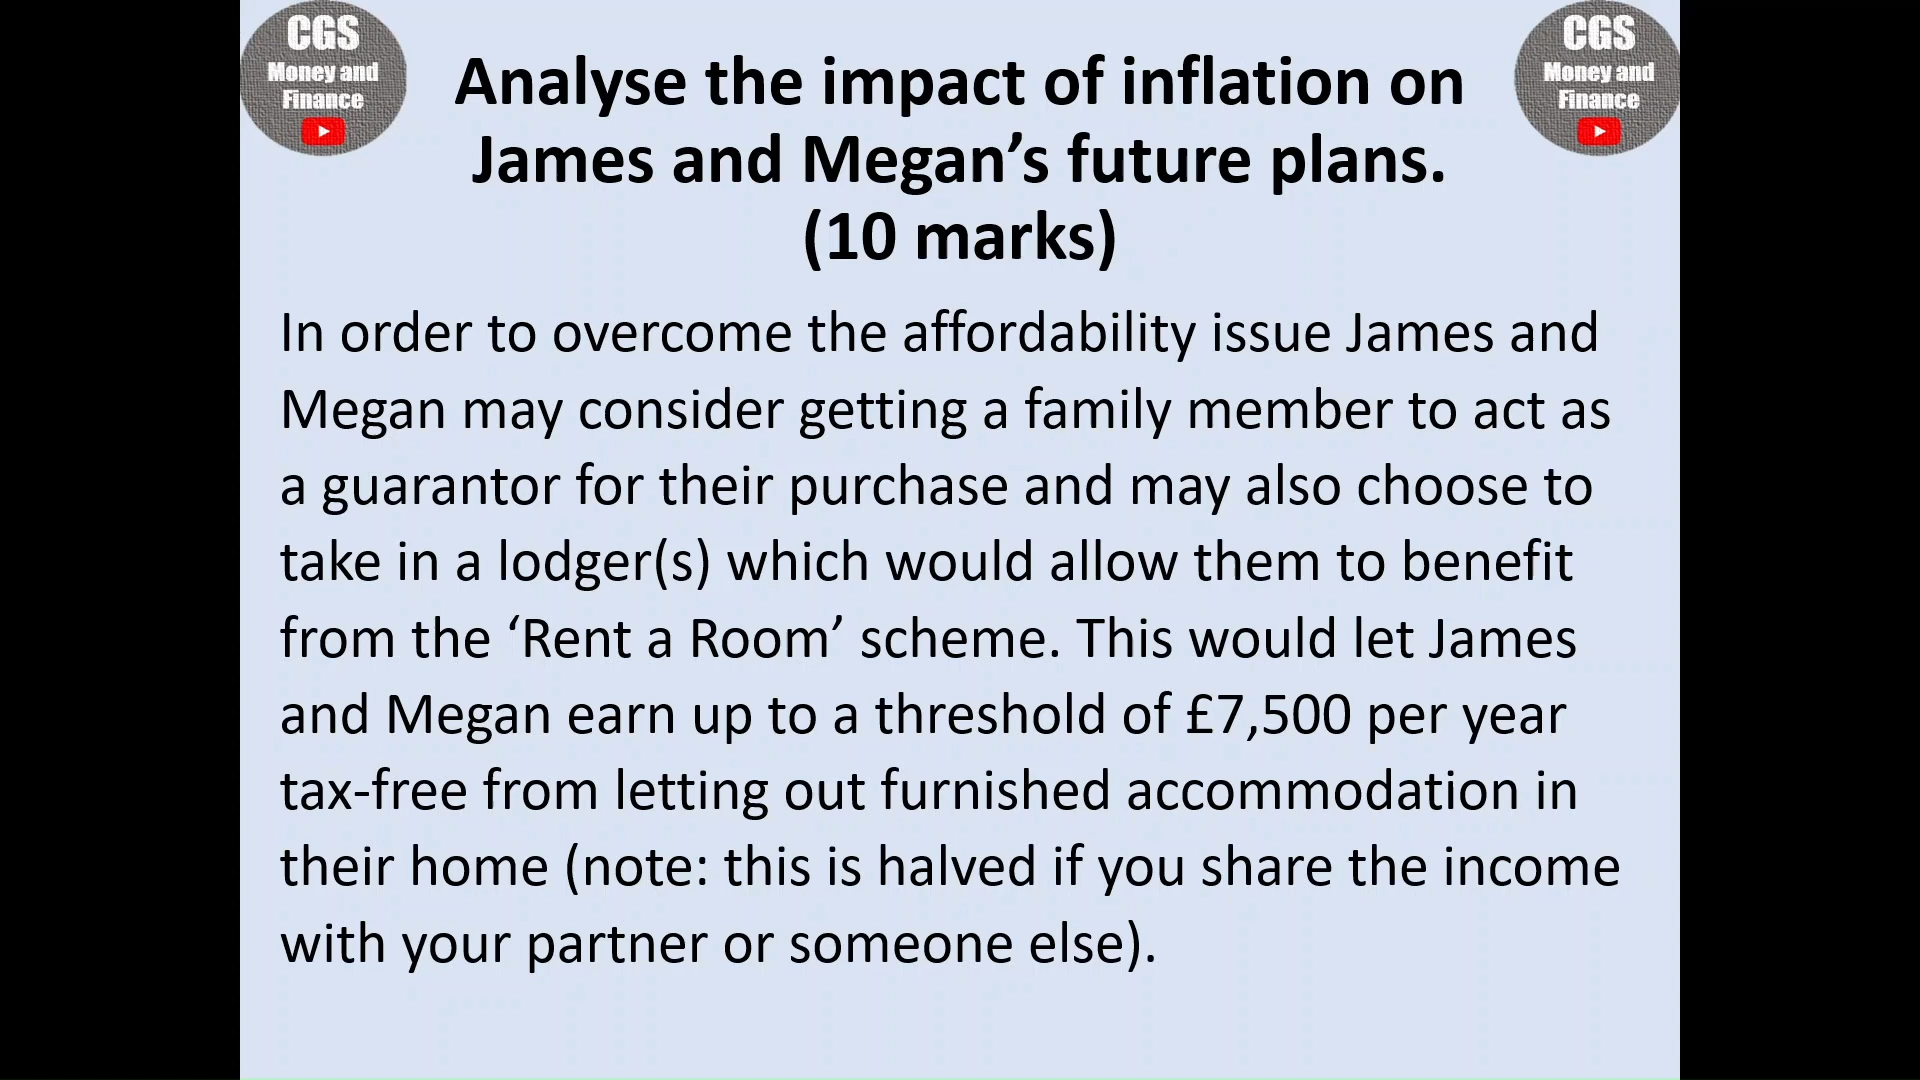 CGS
Money and
Finance
CGS
Money and
Finance
Analyse the impact of inflation on
James and Megan’s future plans.
(10 marks)
In order to overcome the affordability issue James and
Megan may consider getting a family member to act as
a guarantor for their purchase and may also choose to
take in a lodger(s) which would allow them to benefit
from the ‘Rent a Room’ scheme. This would let James
and Megan earn up to a threshold of £7,500 per year
tax-free from letting out furnished accommodation in
their home (note: this is halved if you share the income
with your partner or someone else).